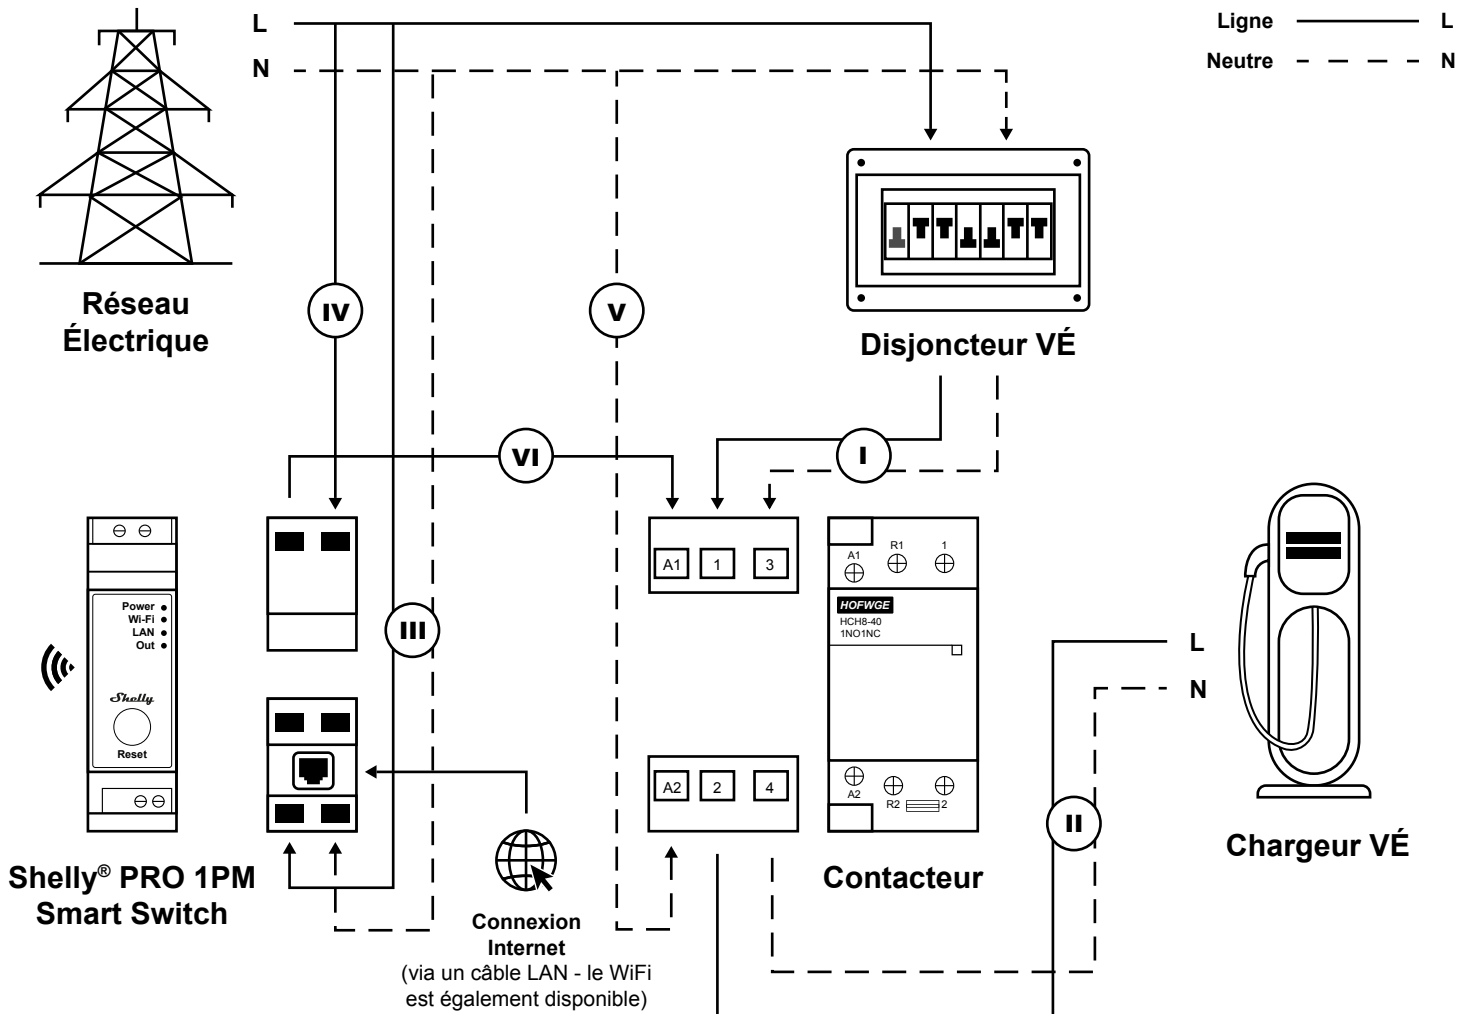 L
N
Ligne L
Neutre N
Réseau
Électrique
IV
V
Disjoncteur VÉ
VI
I
Power
Wi-Fi
LAN
Out
Shelly
Reset
III
A1 1 3
A1 R1 1
HOFWGE
HCH8-40
1NO1NC
A2 2 4
A2 R2 2
L
N
II
Chargeur VÉ
Shelly® PRO 1PM
Smart Switch
Contacteur
Connexion
Internet
(via un câble LAN - le WiFi
est également disponible)